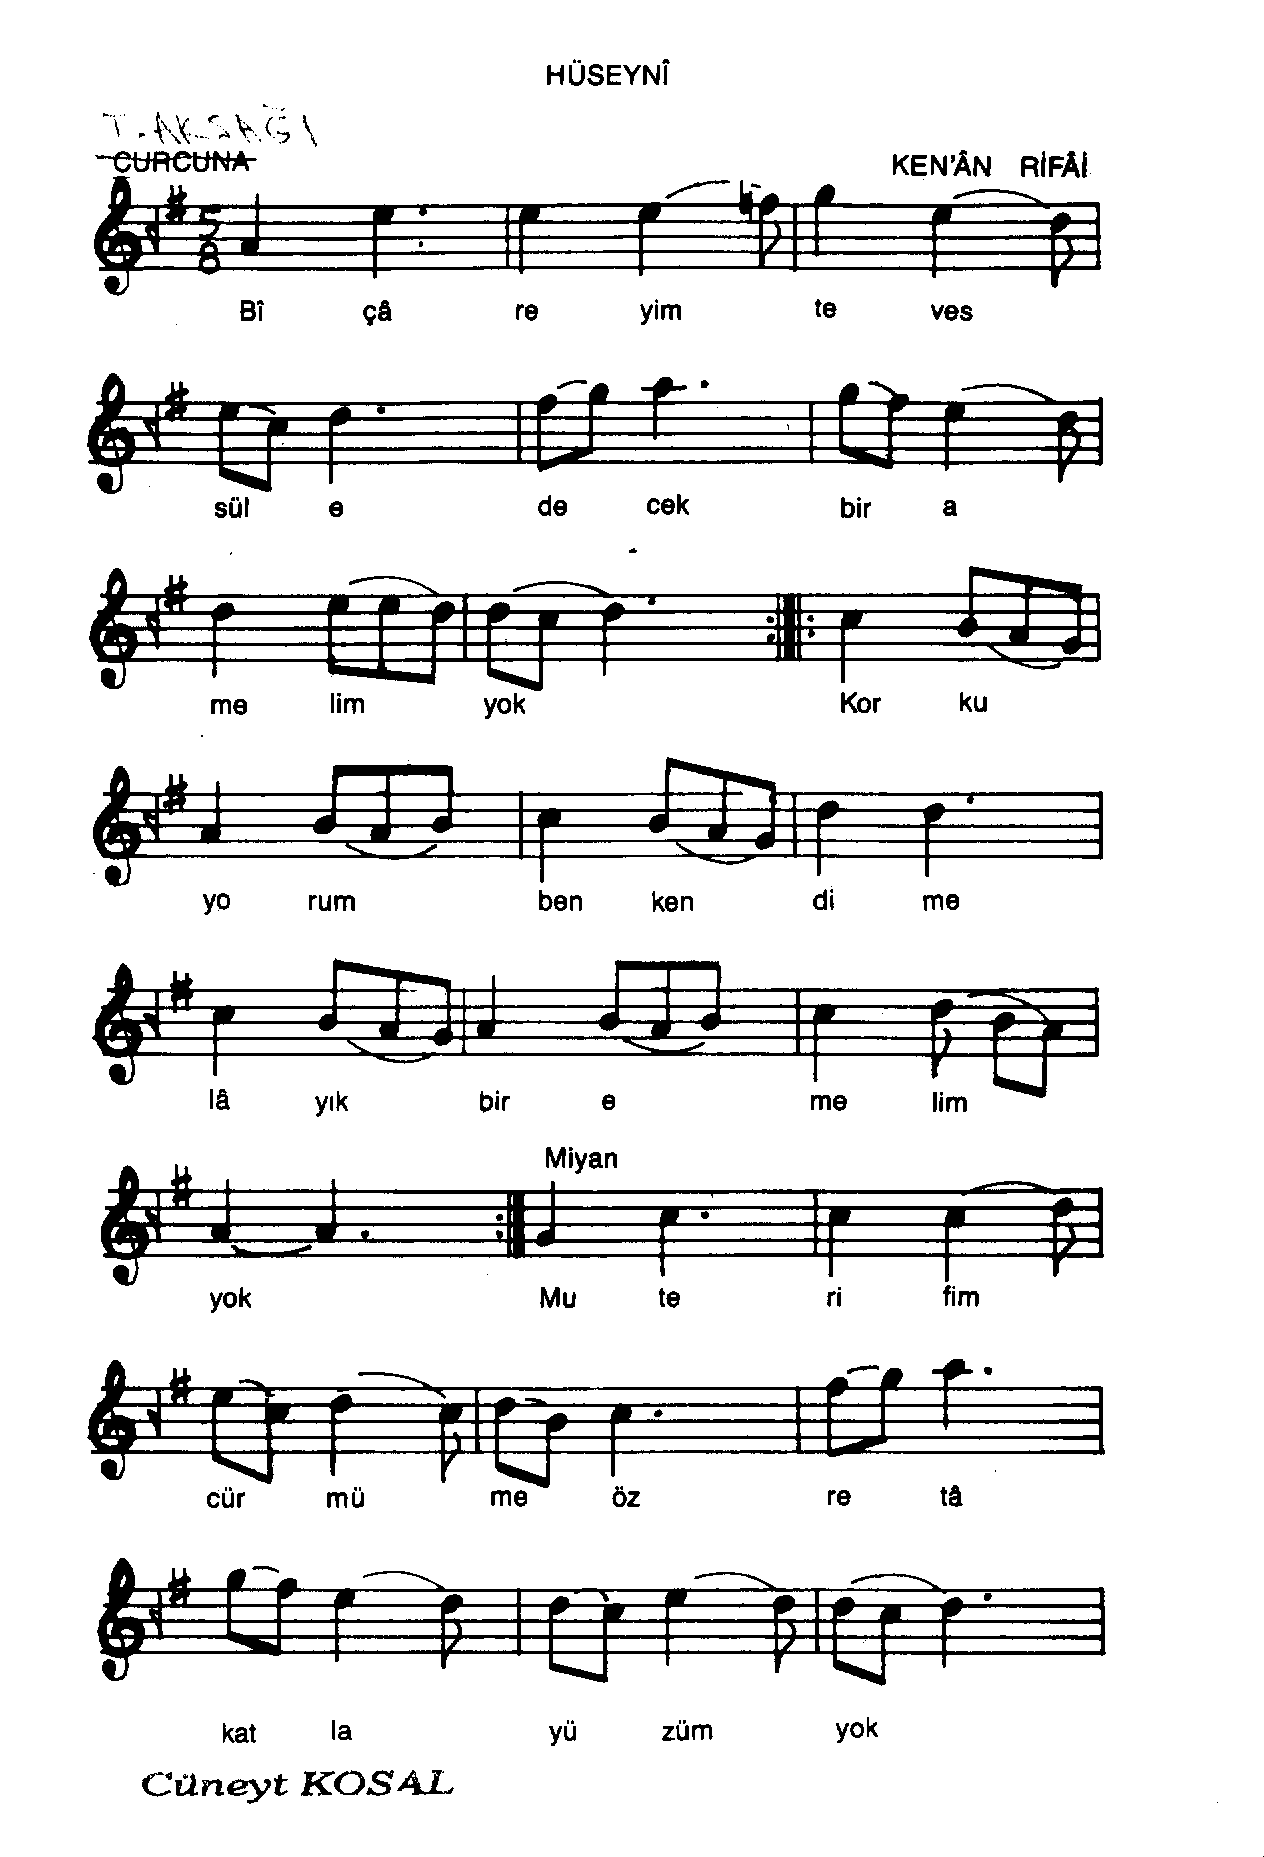 HÜSEYNÎ
T. AKSAĞI
CURCUNA
KEN'ÂN RİFÂİ
5
8
Bî çâ re yim te ves
sül e de cek bir a
me lim yok Kor ku
yo rum ben ken di me
lâ yık bir e me lim
Miyan
yok Mu te ri fim
cür mü me öz re tâ
kat la yü züm yok
Cüneyt KOSAL